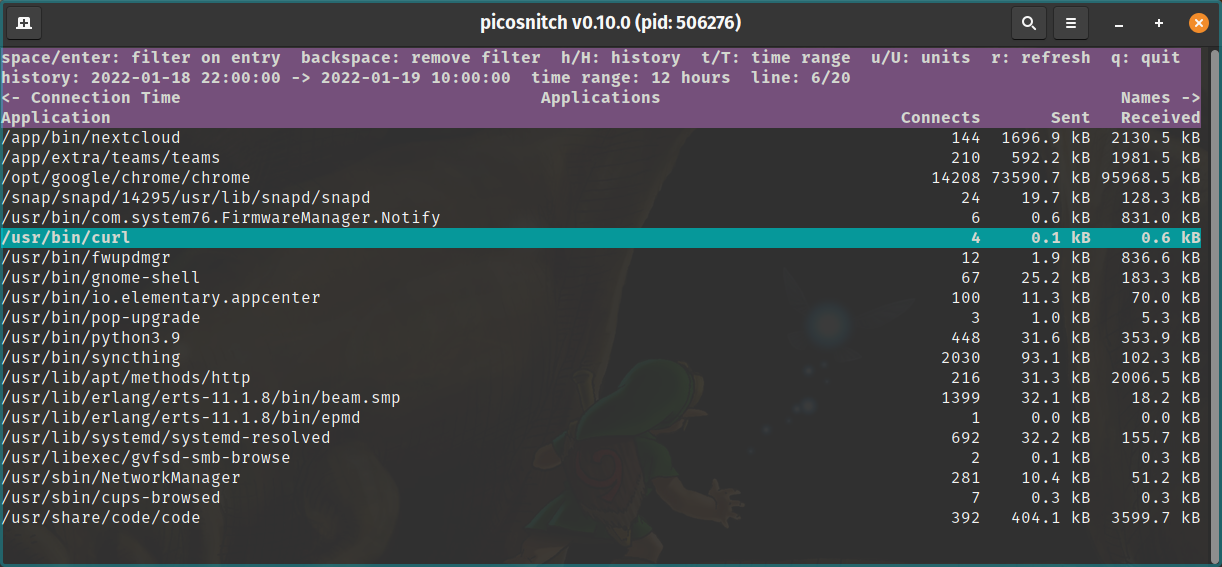 picosnitch v0.10.0 (pid: 506276)
space/enter: filter on entry  backspace: remove filter  h/H: history  t/T: time range  u/U: units  r: refresh  q: quit
history: 2022-01-18 22:00:00 -> 2022-01-19 10:00:00  time range: 12 hours  line: 6/20
<- Connection Time Applications Names ->
Application Connects Sent Received
/app/bin/nextcloud 144 1696.9 kB 2130.5 kB
/app/extra/teams/teams 210 592.2 kB 1981.5 kB
/opt/google/chrome/chrome 14208 73590.7 kB 95968.5 kB
/snap/snapd/14295/usr/lib/snapd/snapd 24 19.7 kB 128.3 kB
/usr/bin/com.system76.FirmwareManager.Notify 6 0.6 kB 831.0 kB
/usr/bin/curl 4 0.1 kB 0.6 kB
/usr/bin/fwupdmgr 12 1.9 kB 836.6 kB
/usr/bin/gnome-shell 67 25.2 kB 183.3 kB
/usr/bin/io.elementary.appcenter 100 11.3 kB 70.0 kB
/usr/bin/pop-upgrade 3 1.0 kB 5.3 kB
/usr/bin/python3.9 448 31.6 kB 353.9 kB
/usr/bin/syncthing 2030 93.1 kB 102.3 kB
/usr/lib/apt/methods/http 216 31.3 kB 2006.5 kB
/usr/lib/erlang/erts-11.1.8/bin/beam.smp 1399 32.1 kB 18.2 kB
/usr/lib/erlang/erts-11.1.8/bin/epmd 1 0.0 kB 0.0 kB
/usr/lib/systemd/systemd-resolved 692 32.2 kB 155.7 kB
/usr/libexec/gvfsd-smb-browse 2 0.1 kB 0.3 kB
/usr/sbin/NetworkManager 281 10.4 kB 51.2 kB
/usr/sbin/cups-browsed 7 0.3 kB 0.3 kB
/usr/share/code/code 392 404.1 kB 3599.7 kB